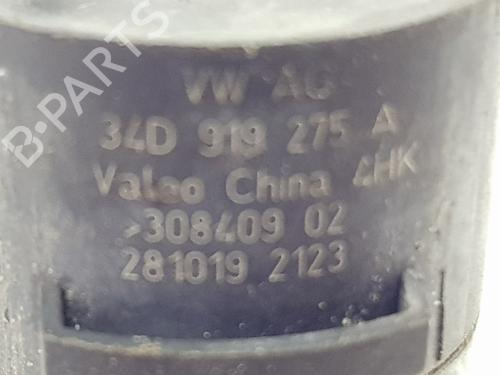 VW AG
34D 919 275 A
Valeo China 4HK
>308409 02
281019 2123
B-PARTS